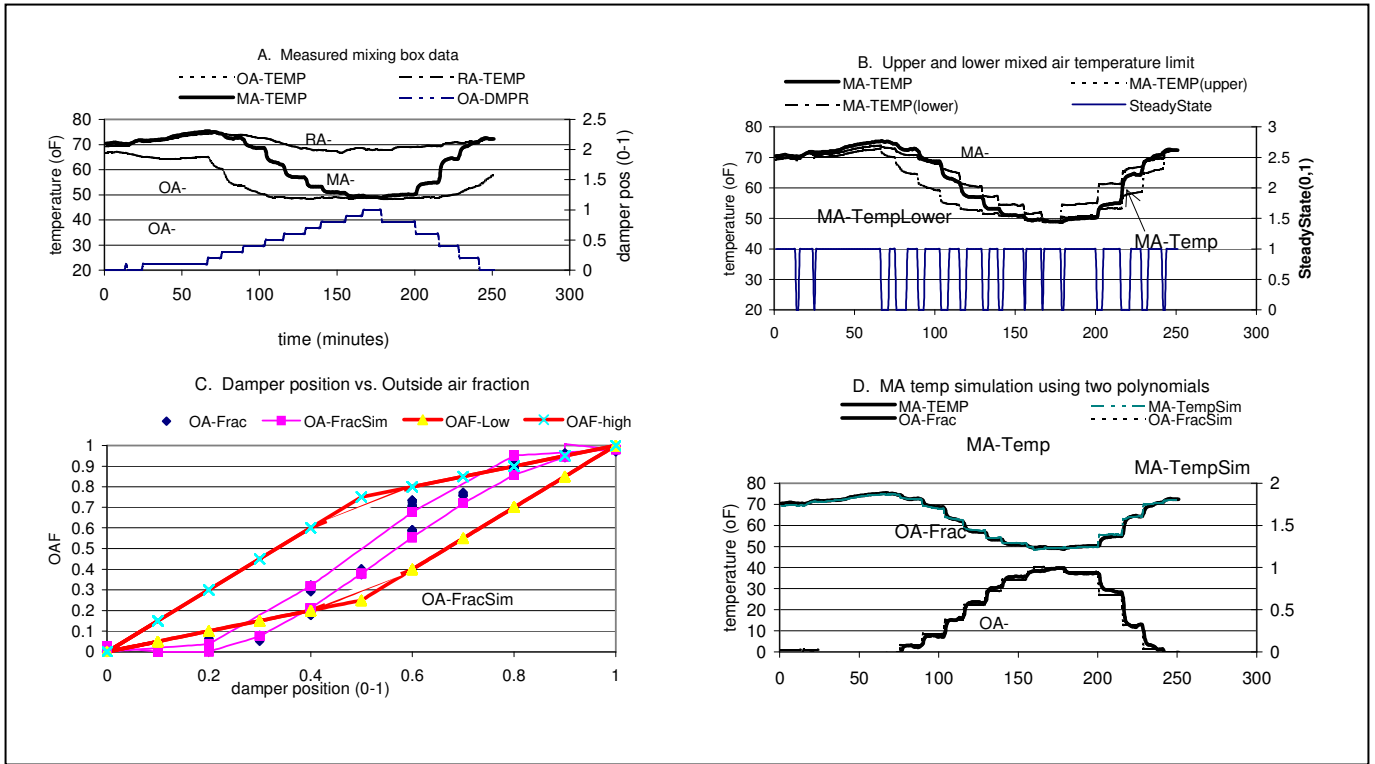 A. Measured mixing box data
OA-TEMP RA-TEMP
MA-TEMP OA-DMPR
80
70
60
50
40
30
20
temperature (oF)
RA-
MA-
OA-
OA-
2.5
2
1.5
1
0.5
0
damper pos (0-1)
0 50 100 150 200 250 300
time (minutes)
B. Upper and lower mixed air temperature limit
MA-TEMP MA-TEMP(upper)
MA-TEMP(lower) SteadyState
80
70
60
50
40
30
20
temperature (oF)
MA-
MA-TempLower
MA-Temp
3
2.5
2
1.5
1
0.5
0
SteadyState(0,1)
0 50 100 150 200 250 300
C. Damper position vs. Outside air fraction
OA-Frac OA-FracSim OAF-Low OAF-high
1
0.9
0.8
0.7
0.6
0.5
0.4
0.3
0.2
0.1
0
OAF
OA-FracSim
0 0.2 0.4 0.6 0.8 1
damper position (0-1)
D. MA temp simulation using two polynomials
MA-TEMP MA-TempSim
OA-Frac OA-FracSim
MA-Temp
MA-TempSim
80
70
60
50
40
30
20
10
0
temperature (oF)
OA-Frac
OA-
2
1.5
1
0.5
0
0 50 100 150 200 250 300